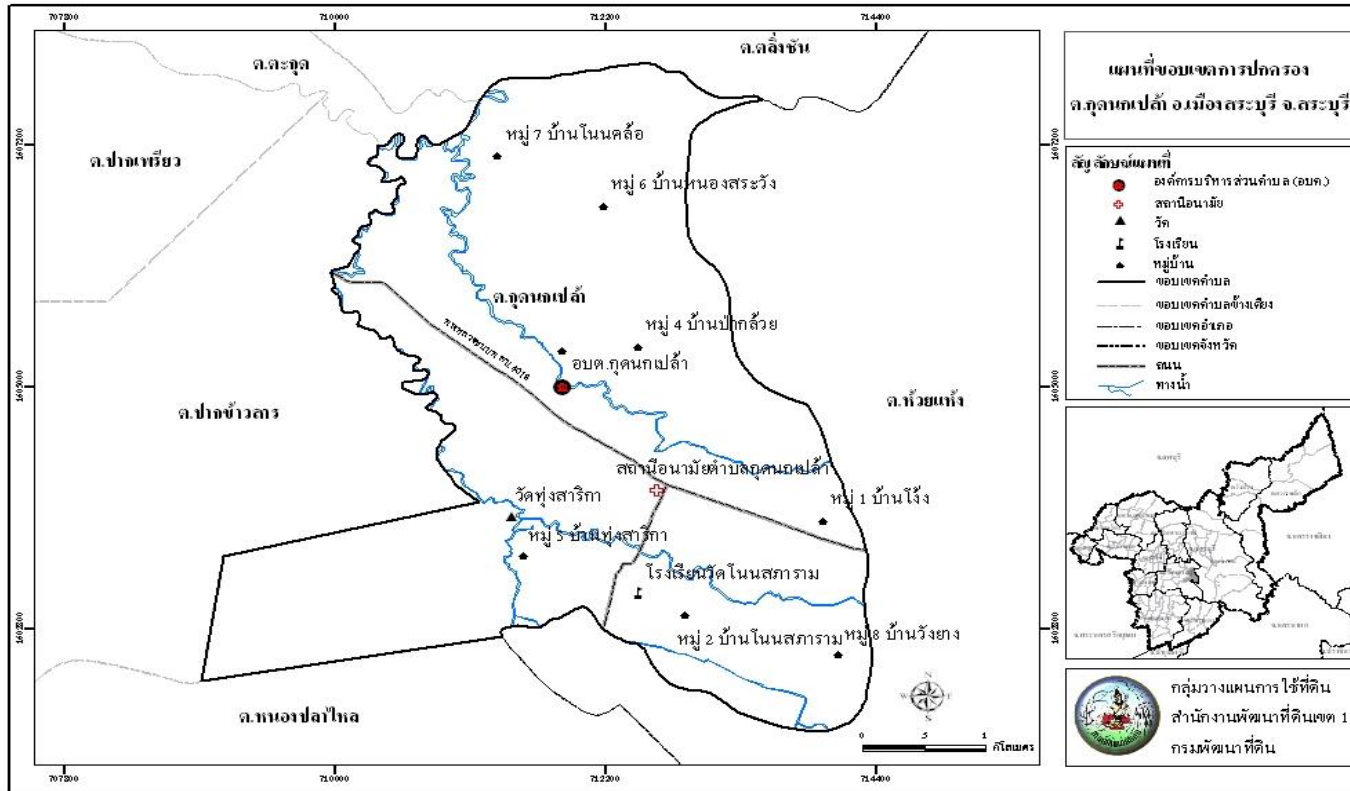 707800
710000
712200
714400
ต.ตะกุด
ต.ตลิ่งชัน
แผนที่ขอบเขตการปกครอง
ต.กุดนกเปล้า อ.เมืองสระบุรี จ.สระบุรี
1607200
1607200
ต.ปากเพรียว
หมู่ 7 บ้านโนนคล้อ
หมู่ 6 บ้านหนองสระวัง
สัญลักษณ์แผนที่
องค์การบริหารส่วนตำบล (อบต.)
สถานีอนามัย
วัด
โรงเรียน
หมู่บ้าน
ขอบเขตตำบล
ขอบเขตตำบลข้างเคียง
ขอบเขตอำเภอ
ขอบเขตจังหวัด
ถนน
ทางน้ำ
ต.กุดนกเปล้า
หมู่ 4 บ้านป่ากล้วย
อบต.กุดนกเปล้า
1605000
1605000
ต.ปากข้าวสาร
ต.ห้วยแห้ง
สถานีอนามัยตำบลกุดนกเปล้า
วัดทุ่งสาริกา
หมู่ 1 บ้านโง้ง
หมู่ 5 บ้านทุ่งสาริกา
โรงเรียนวัดโนนสภาราม
หมู่ 2 บ้านโนนสภาราม
หมู่ 8 บ้านวังยาง
ต.หนองปลาไหล
N
W
E
S
0
.5
1
กิโลเมตร
กลุ่มวางแผนการใช้ที่ดิน
สำนักงานพัฒนาที่ดินเขต 1
กรมพัฒนาที่ดิน
707800
710000
712200
714400